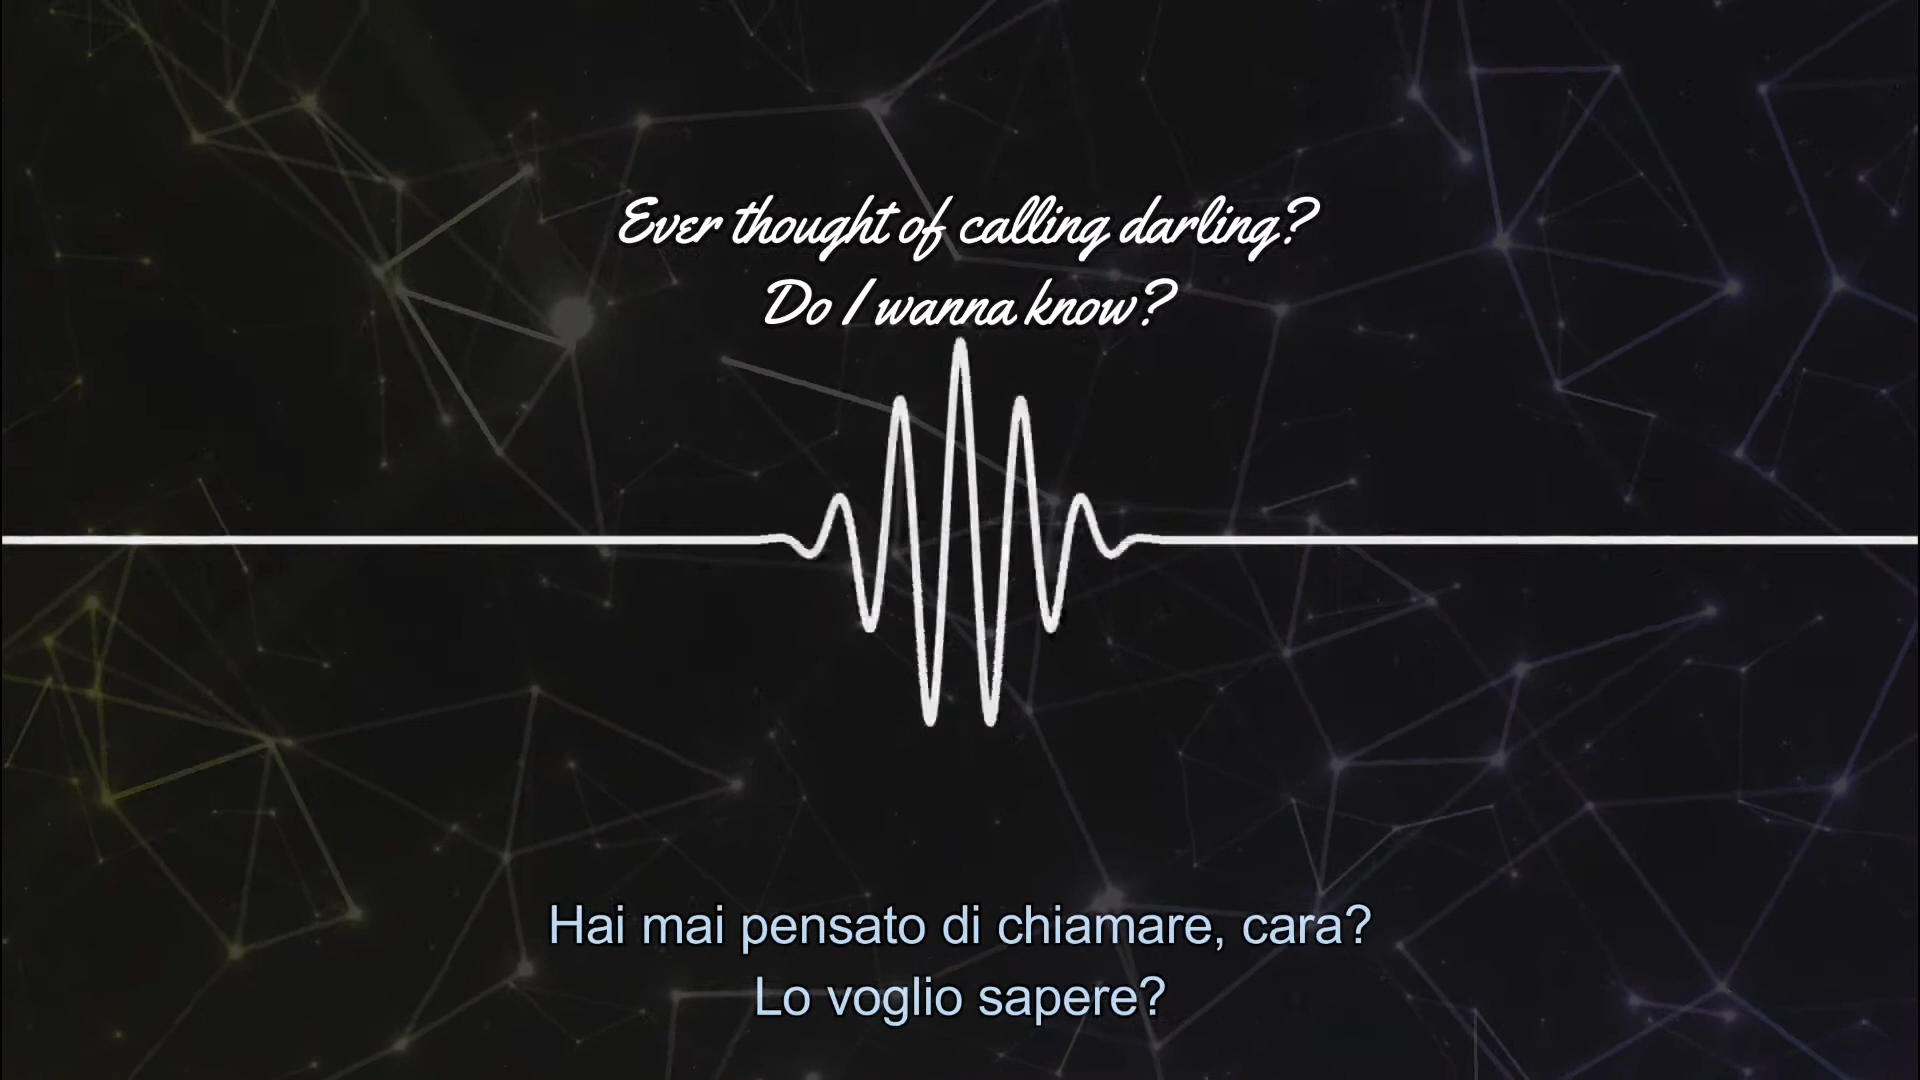 Ever thought of calling darling?
Do I wanna know?
Hai mai pensato di chiamare, cara?
Lo voglio sapere?